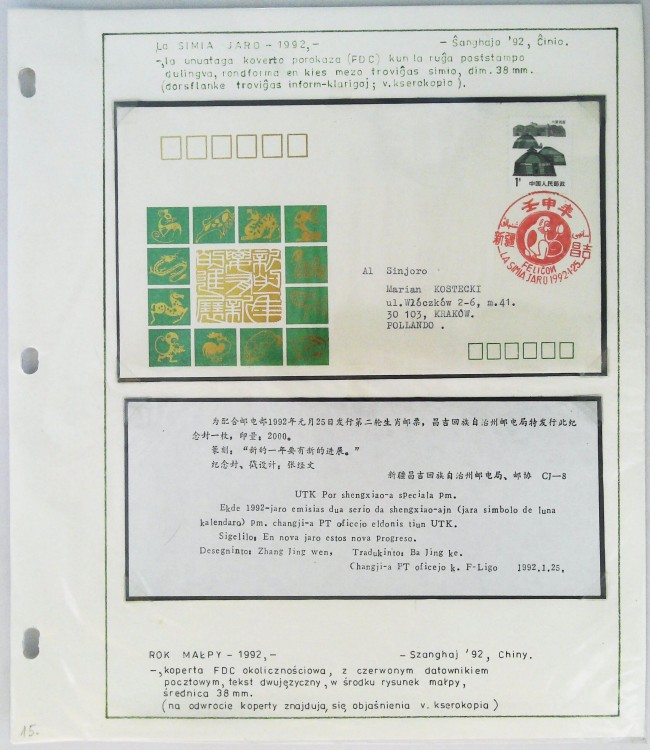 La SIMIA JARO - 1992,- - Ŝanghajo '92, Ĉinio.
-,la unuataga koverto porokaza (FDC) kun la ruĝa poststampo
dulingva, rondforma en kies mezo troviĝas simio, dim. 38 mm.
(dorsflanke troviĝas inform-klarigaj; v. kserokopio).
1分 中国人民邮政
壬申年
新疆 昌吉
FELIĈON
LA SIMIA JARO 1992·1·25
Al Sinjoro
Marian KOSTECKI
ul.Włóczków 2-6, m.41.
30 103, KRAKÓW.
POLLANDO .
为配合邮电部1992年元月25日发行第二轮生肖邮票，昌吉回族自治州邮电局特发行此纪
念封一枚，印量：2000。
篆刻：“新的一年要有新的进展。”
纪念封、戳设计：张经文
新疆昌吉回族自治州邮电局、邮协 CJ—8
UTK Por shengxiao-a speciala pm.
Ekde 1992-jaro emisias dua serio da shengxiao-ajn (jara simbolo de luna
kalendaro) pm. changji-a PT oficejo eldonis tiun UTK.
Sigelilo: En nova jaro estos nova progreso.
Desegninto: Zhang Jing wen, Tradukinto: Ba Jing ke.
Changji-a PT oficejo k. F-Ligo 1992.1.25.
ROK MAŁPY - 1992,- - Szanghaj '92, Chiny.
-,koperta FDC okolicznościowa, z czerwonym datownikiem
pocztowym, tekst dwujęzyczny, w środku rysunek małpy,
średnica 38 mm.
(na odwrocie koperty znajdują się objaśnienia v. kserokopia)
15.